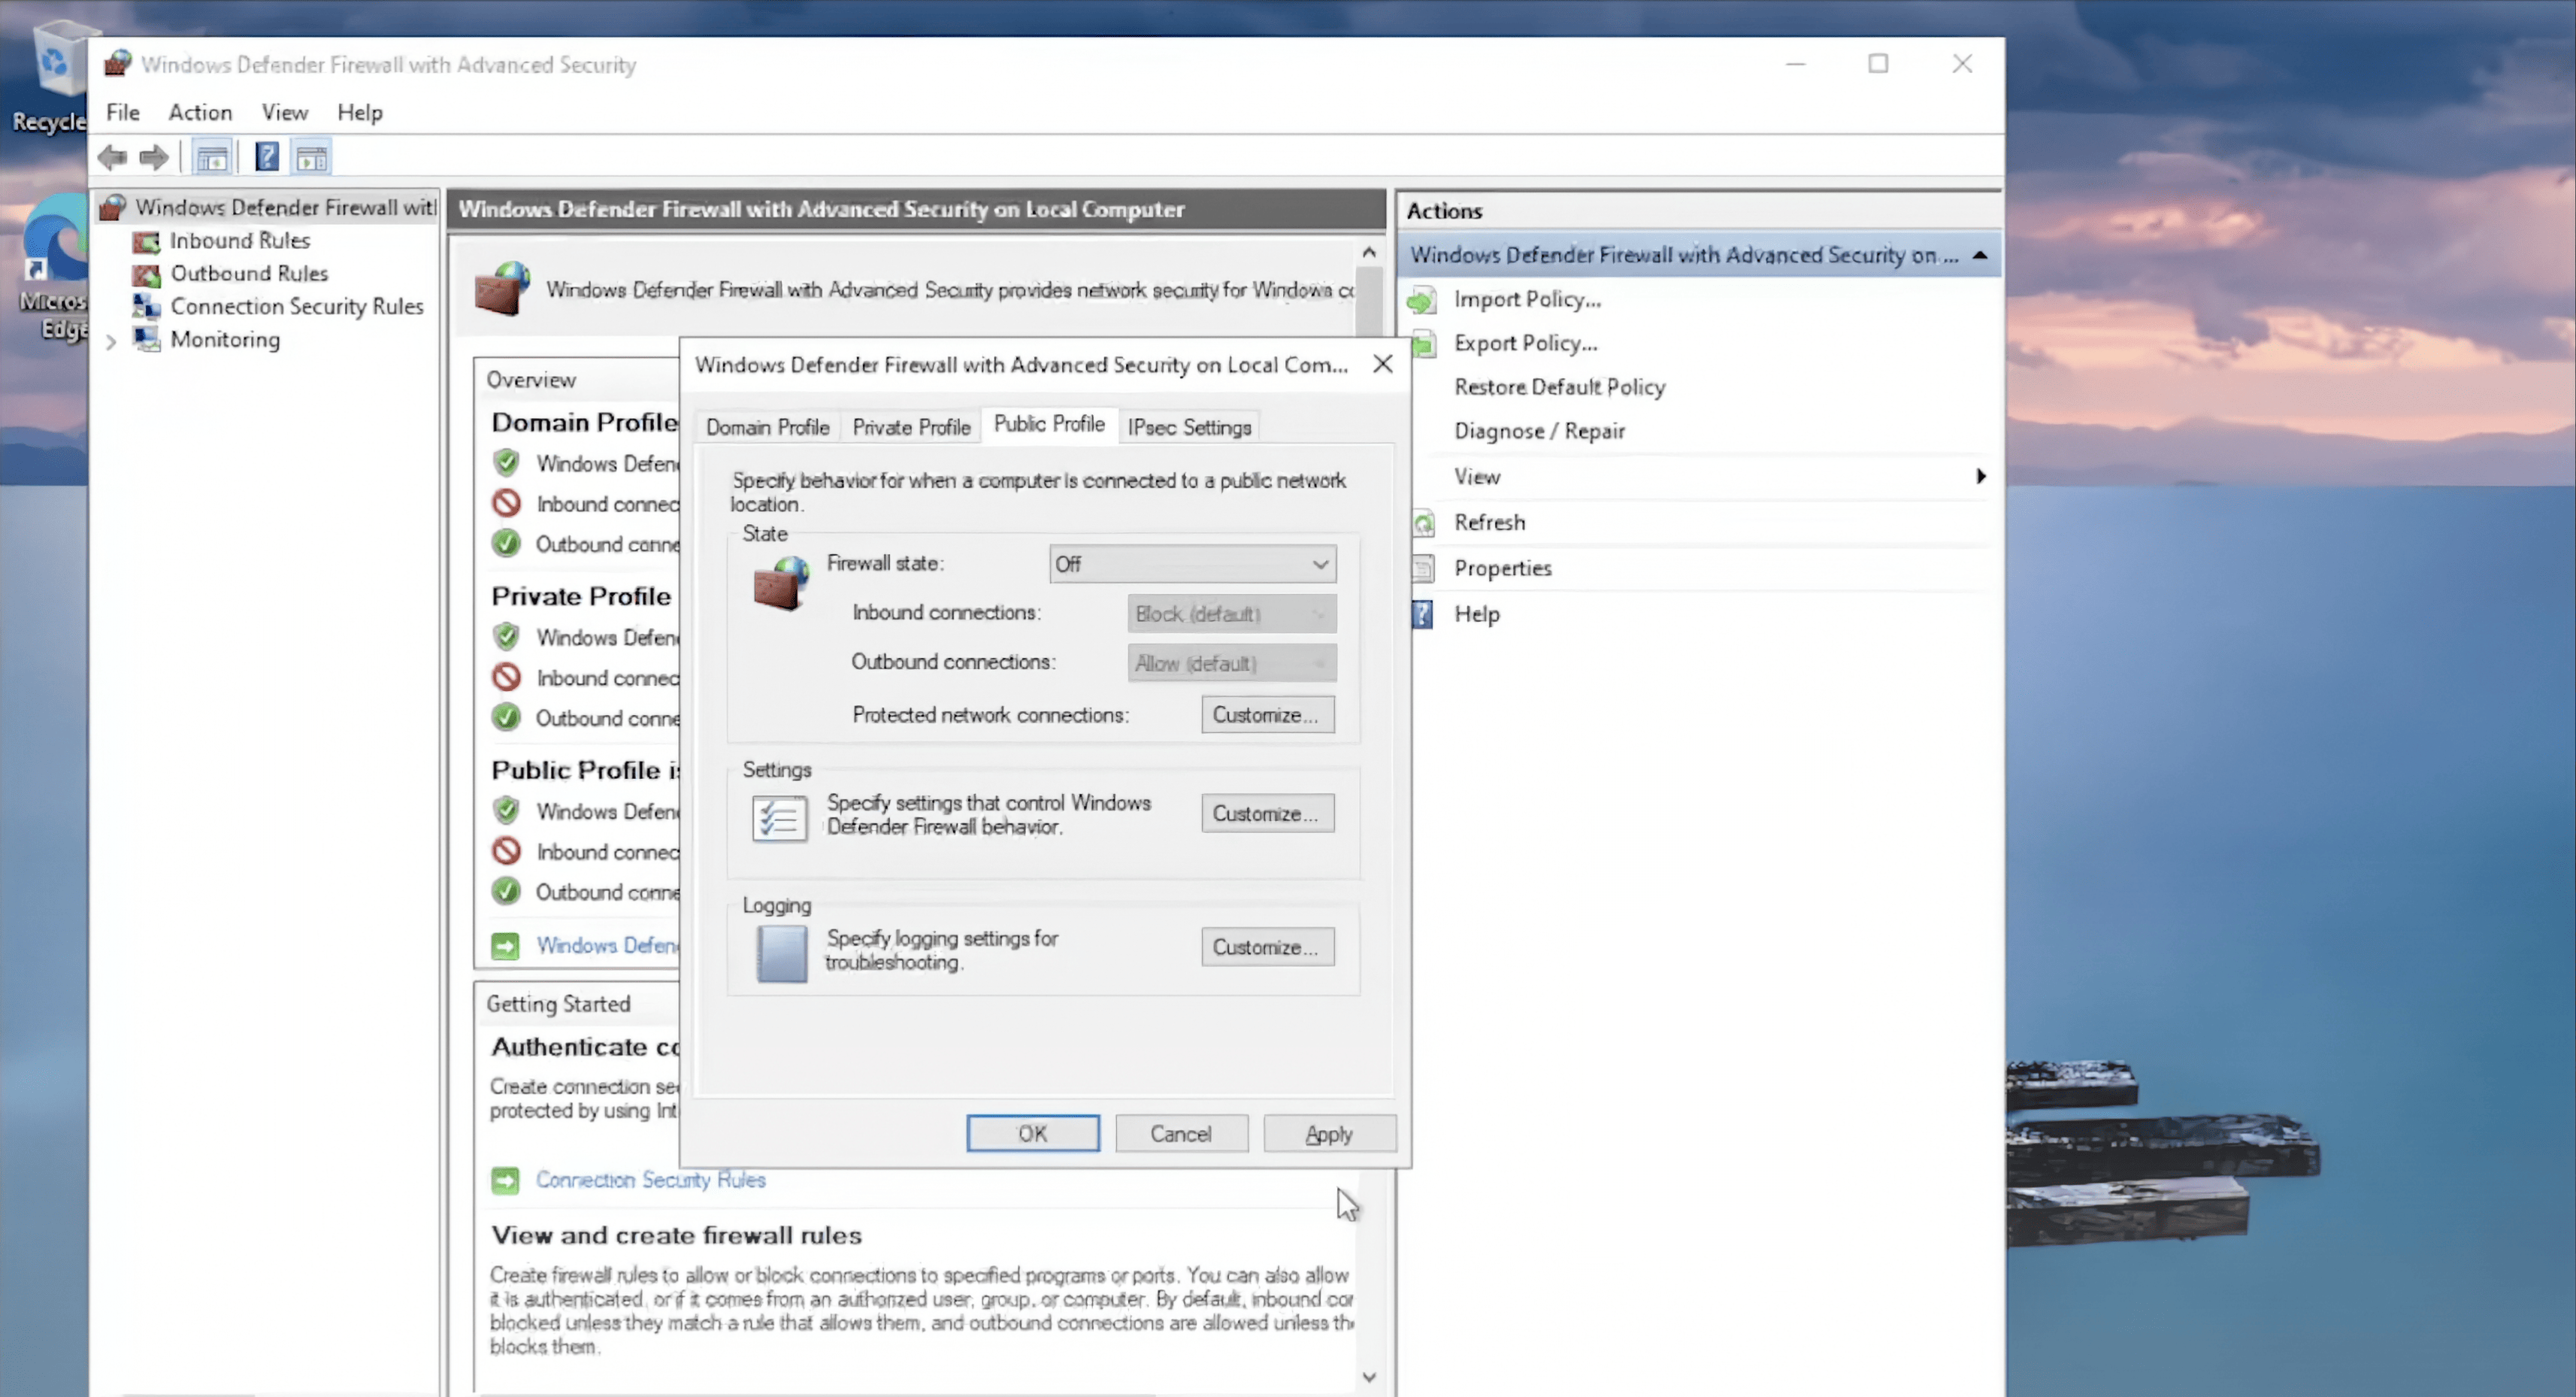 Recycle
Micros
Edge
Windows Defender Firewall with Advanced Security
File Action View Help
Windows Defender Firewall wit
Inbound Rules
Outbound Rules
Connection Security Rules
Monitoring
Windows Defender Firewall with Advanced Security on Local Computer
Windows Defender Firewall with Advanced Security provides network security for Windows co
Overview
Domain Profile
Windows Defen
Inbound connec
Outbound conne
Private Profile
Windows Defen
Inbound connec
Outbound conne
Public Profile is
Windows Defen
Inbound connec
Outbound conne
Windows Defen
Getting Started
Authenticate co
Create connection sec
protected by using Int
Connection Security Rules
View and create firewall rules
Create firewall rules to allow or block connections to specified programs or ports. You can also allow
it is authenticated, or if it comes from an authorized user, group, or computer. By default, inbound con
blocked unless they match a rule that allows them, and outbound connections are allowed unless the
blocks them.
Windows Defender Firewall with Advanced Security on Local Com...
Domain Profile Private Profile Public Profile IPsec Settings
Specify behavior for when a computer is connected to a public network
location.
State
Firewall state: Off
Inbound connections: Block (default)
Outbound connections: Allow (default)
Protected network connections: Customize...
Settings
Specify settings that control Windows
Defender Firewall behavior.
Customize...
Logging
Specify logging settings for
troubleshooting.
Customize...
OK Cancel Apply
Actions
Windows Defender Firewall with Advanced Security on ...
Import Policy...
Export Policy...
Restore Default Policy
Diagnose / Repair
View
Refresh
Properties
Help